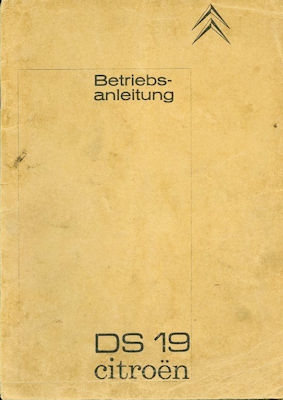 Betriebs-
anleitung
DS 19
citroën